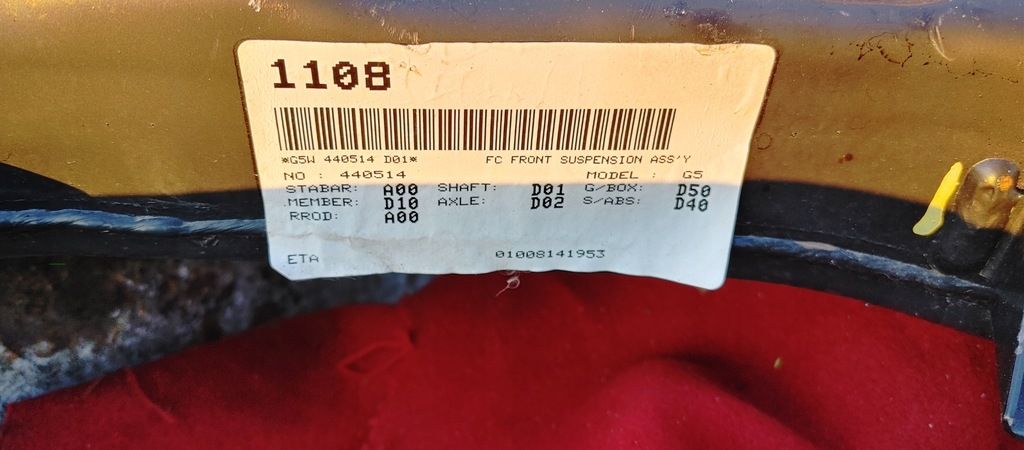 1108
*G5W 440514 D01* FC FRONT SUSPENSION ASS'Y
NO : 440514 MODEL : G5
STABAR: A00 SHAFT: D01 G/BOX: D50
.MEMBER: D10 AXLE: D02 S/ABS: D40
RROD: A00
ETA 01008141953